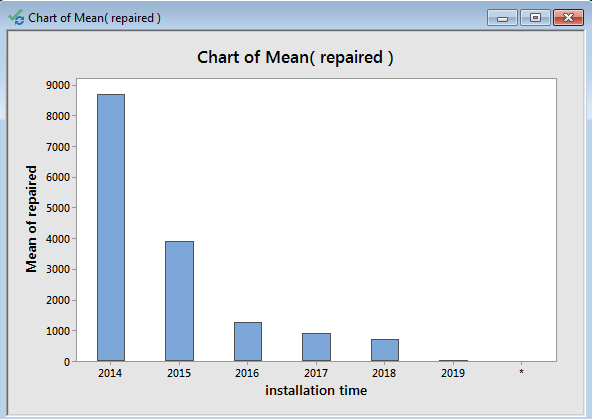 Chart of Mean( repaired )
Chart of Mean( repaired )
9000
8000
7000
6000
5000
4000
3000
2000
1000
0
Mean of repaired
2014 2015 2016 2017 2018 2019 *
installation time